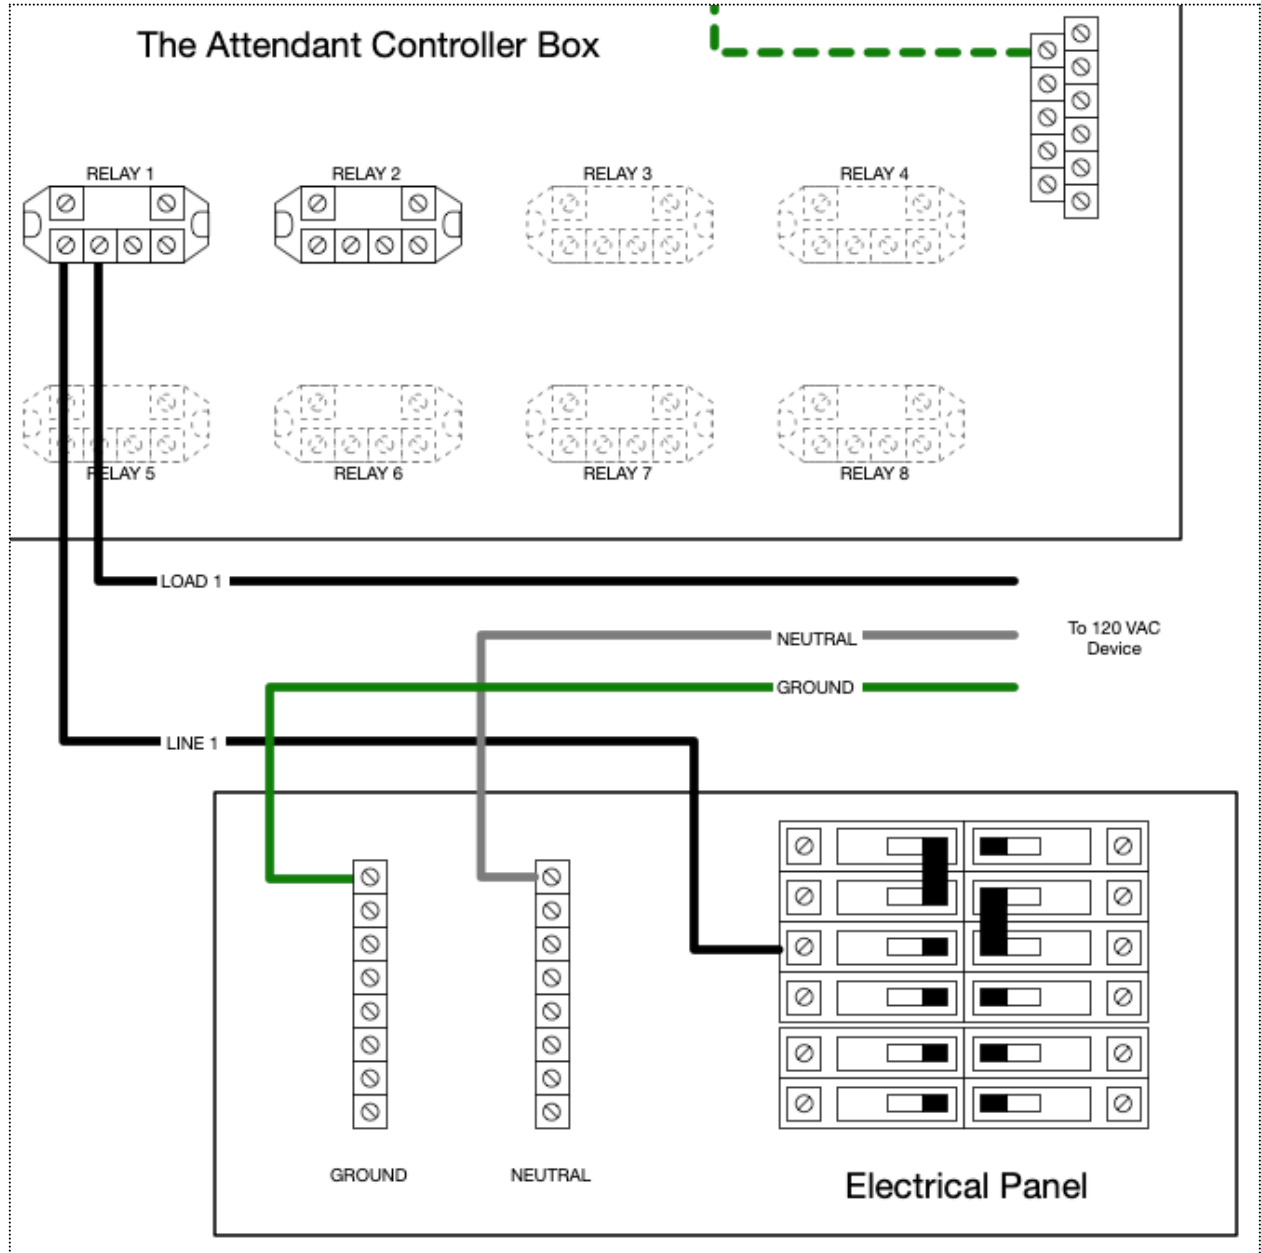 The Attendant Controller Box
RELAY 1
RELAY 2
RELAY 3
RELAY 4
RELAY 5
RELAY 6
RELAY 7
RELAY 8
LOAD 1
NEUTRAL
To 120 VAC
Device
GROUND
LINE 1
GROUND
NEUTRAL
Electrical Panel